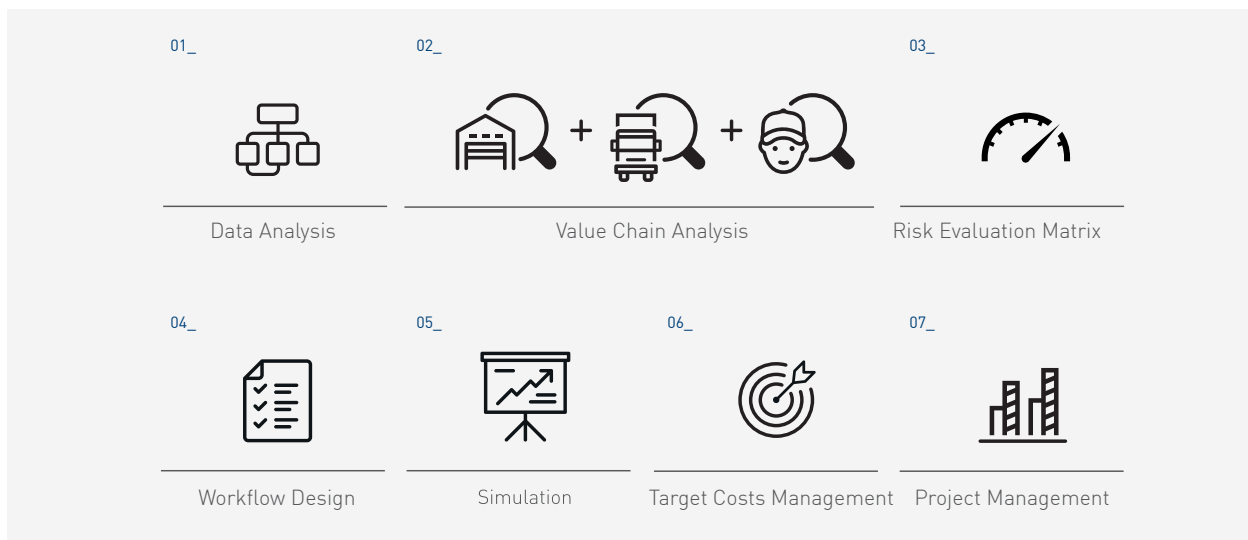 01_
02_
03_
Data Analysis
Value Chain Analysis
Risk Evaluation Matrix
04_
05_
06_
07_
Workflow Design
Simulation
Target Costs Management
Project Management